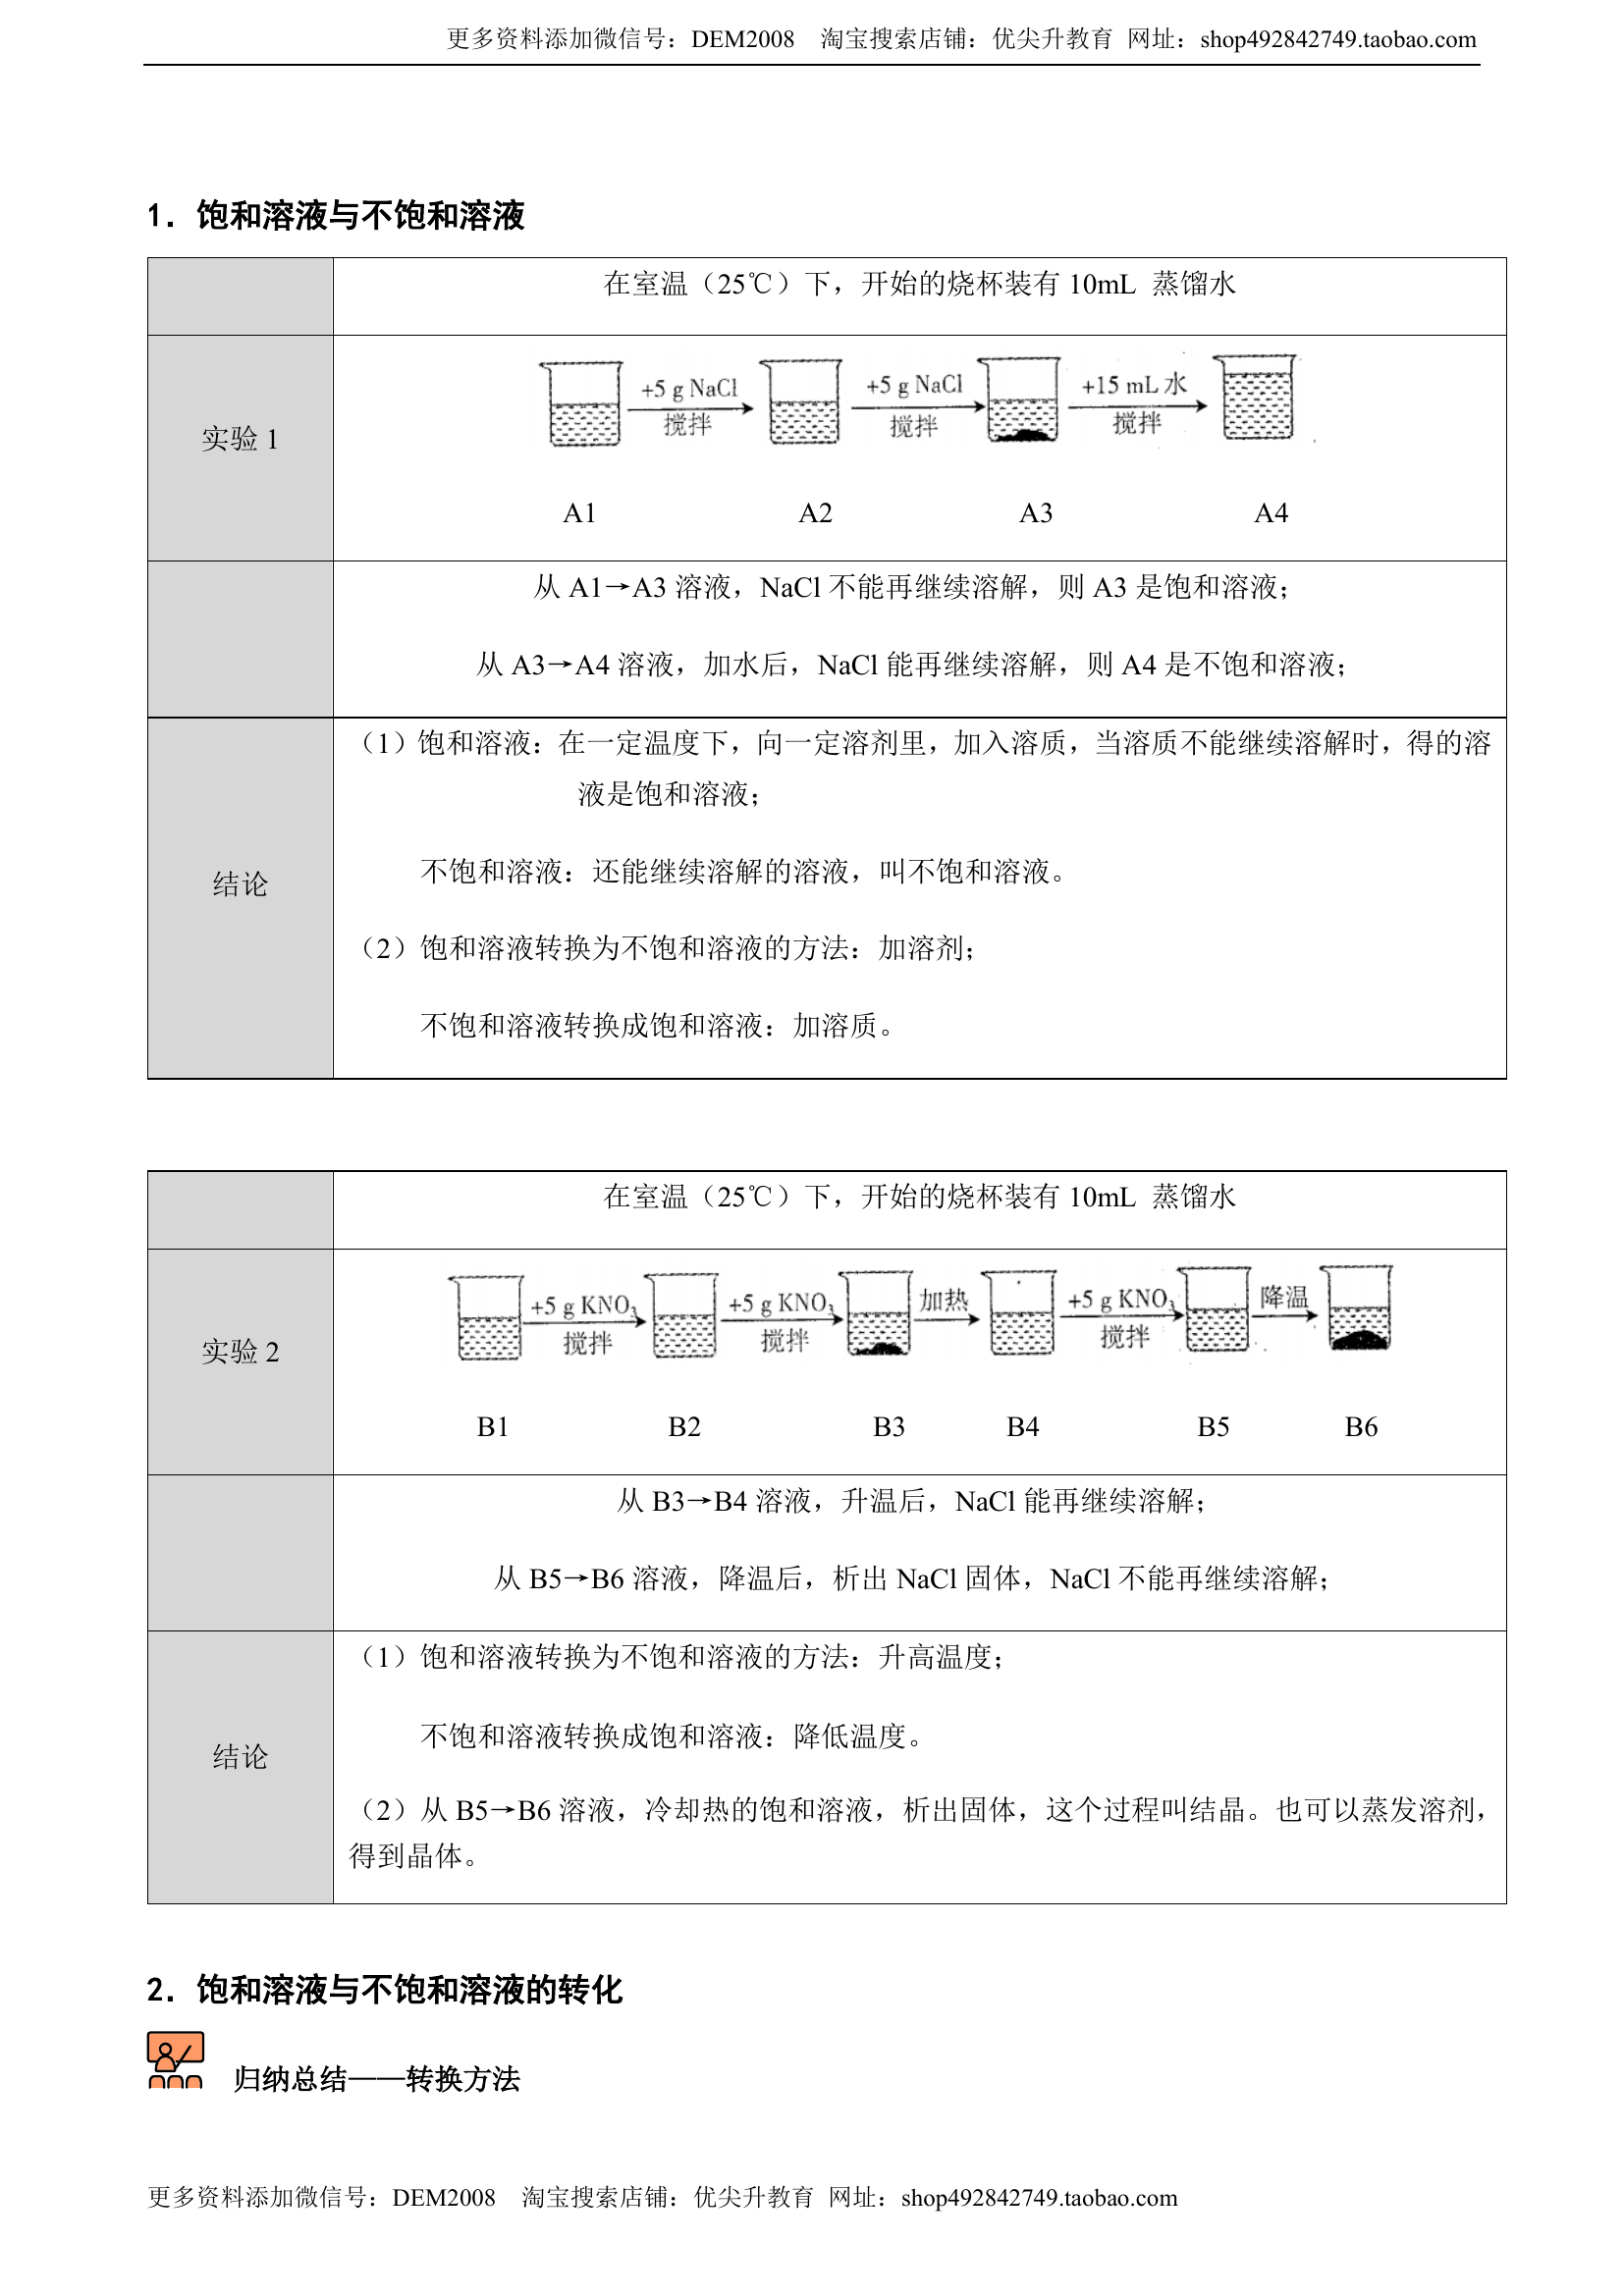 更多资料添加微信号：DEM2008 淘宝搜索店铺：优尖升教育 网址：shop492842749.taobao.com
1．饱和溶液与不饱和溶液
在室温（25℃）下，开始的烧杯装有 10mL 蒸馏水
实验 1
+5 g NaCl 搅拌 +5 g NaCl 搅拌 +15 mL 水 搅拌
A1 A2 A3 A4
从 A1→A3 溶液，NaCl 不能再继续溶解，则 A3 是饱和溶液；
从 A3→A4 溶液，加水后，NaCl 能再继续溶解，则 A4 是不饱和溶液；
结论
（1）饱和溶液：在一定温度下，向一定溶剂里，加入溶质，当溶质不能继续溶解时，得的溶
液是饱和溶液；
不饱和溶液：还能继续溶解的溶液，叫不饱和溶液。
（2）饱和溶液转换为不饱和溶液的方法：加溶剂；
不饱和溶液转换成饱和溶液：加溶质。
在室温（25℃）下，开始的烧杯装有 10mL 蒸馏水
实验 2
+5 g KNO3 搅拌 +5 g KNO3 搅拌 加热 +5 g KNO3 搅拌 降温
B1 B2 B3 B4 B5 B6
从 B3→B4 溶液，升温后，NaCl 能再继续溶解；
从 B5→B6 溶液，降温后，析出 NaCl 固体，NaCl 不能再继续溶解；
结论
（1）饱和溶液转换为不饱和溶液的方法：升高温度；
不饱和溶液转换成饱和溶液：降低温度。
（2）从 B5→B6 溶液，冷却热的饱和溶液，析出固体，这个过程叫结晶。也可以蒸发溶剂，
得到晶体。
2．饱和溶液与不饱和溶液的转化
归纳总结——转换方法
更多资料添加微信号：DEM2008 淘宝搜索店铺：优尖升教育 网址：shop492842749.taobao.com